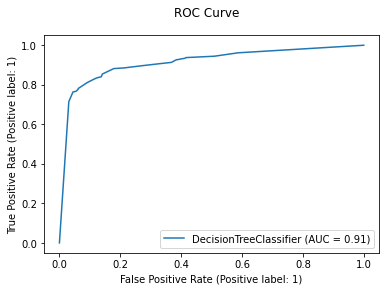 ROC Curve
1.0
0.8
0.6
0.4
0.2
0.0
True Positive Rate (Positive label: 1)
DecisionTreeClassifier (AUC = 0.91)
0.0 0.2 0.4 0.6 0.8 1.0
False Positive Rate (Positive label: 1)